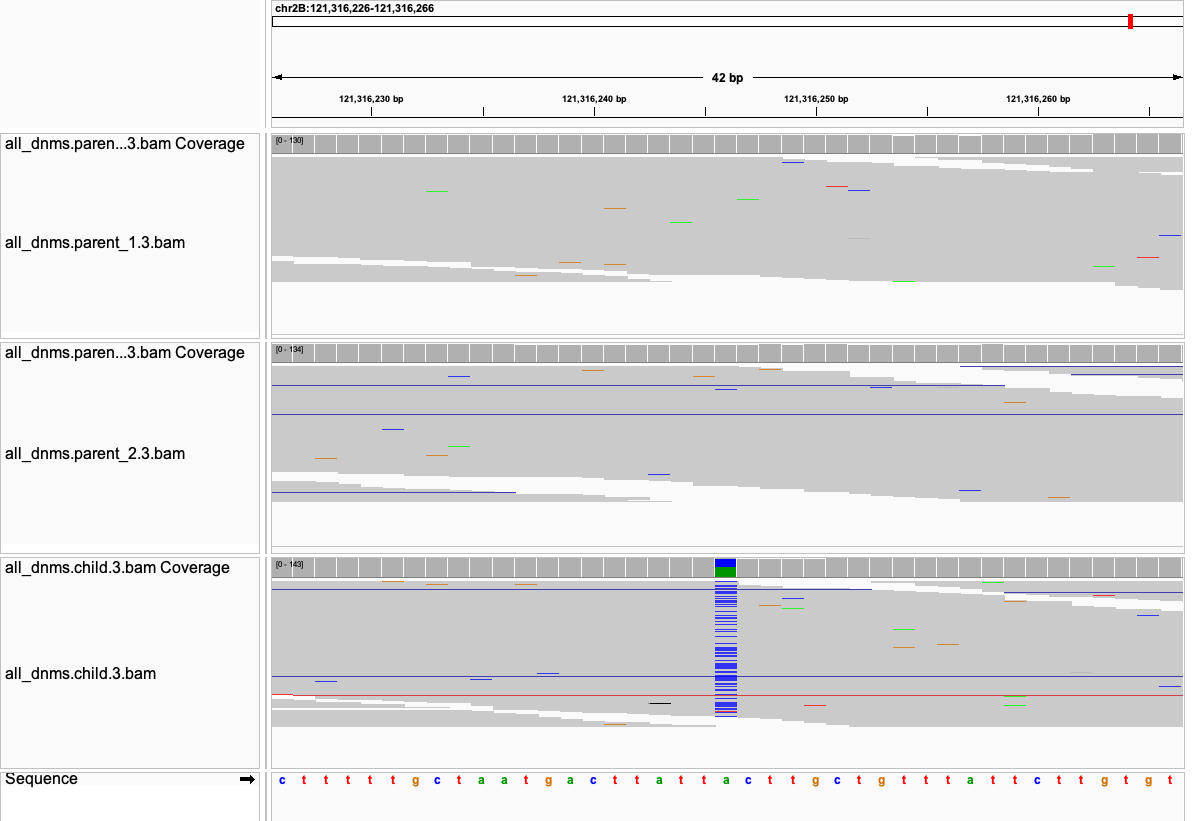 chr2B:121,316,226-121,316,266
42 bp
121,316,230 bp 121,316,240 bp 121,316,250 bp 121,316,260 bp
all_dnms.paren...3.bam Coverage
[0 - 130]
all_dnms.parent_1.3.bam
all_dnms.paren...3.bam Coverage
[0 - 134]
all_dnms.parent_2.3.bam
all_dnms.child.3.bam Coverage
[0 - 143]
all_dnms.child.3.bam
Sequence
c t t t t t g c t a a t g a c t t a t t a c t t g c t g t t t a t t c t t g t g t